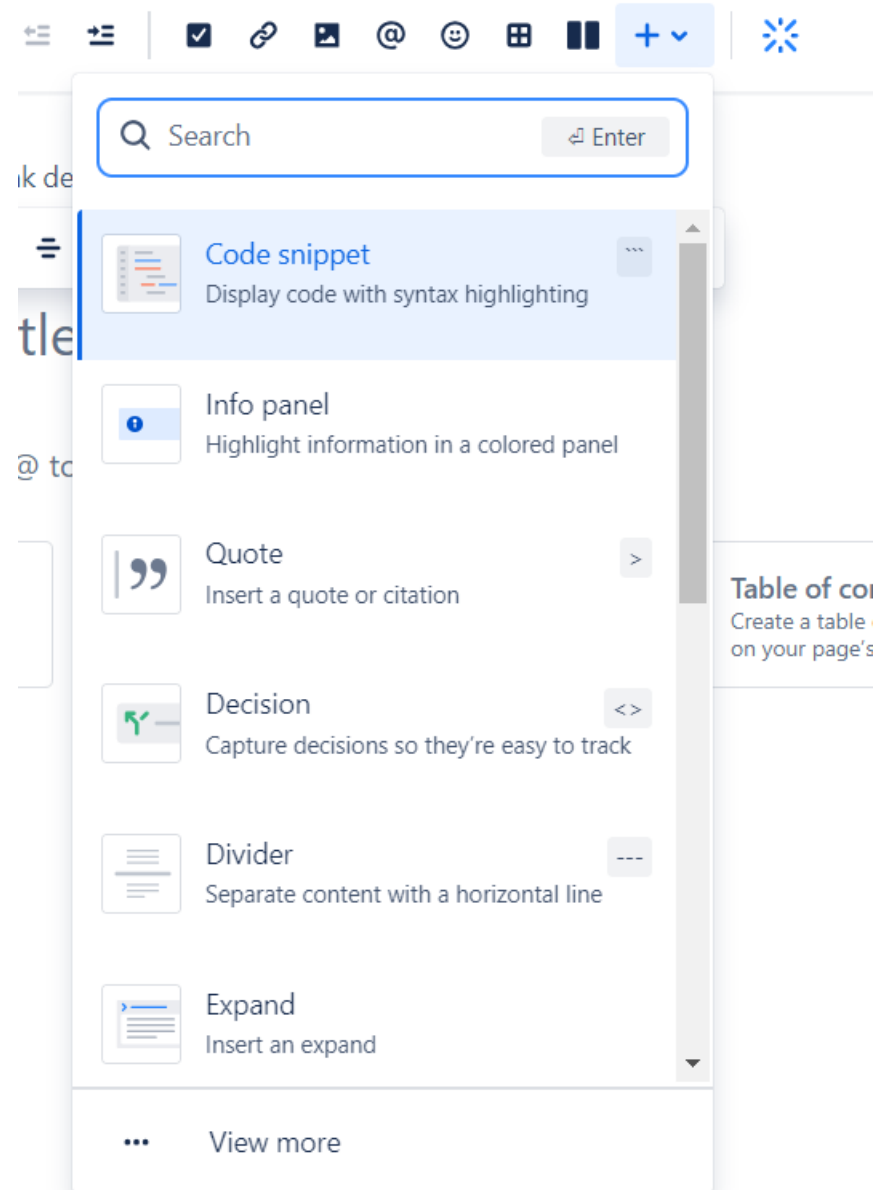 Search
⏎ Enter
k de
Code snippet
```
Display code with syntax highlighting
tle
Info panel
Highlight information in a colored panel
@ to
Quote
>
Insert a quote or citation
Table of co
Create a table
on your page's
Decision
<>
Capture decisions so they're easy to track
Divider
---
Separate content with a horizontal line
Expand
Insert an expand
View more